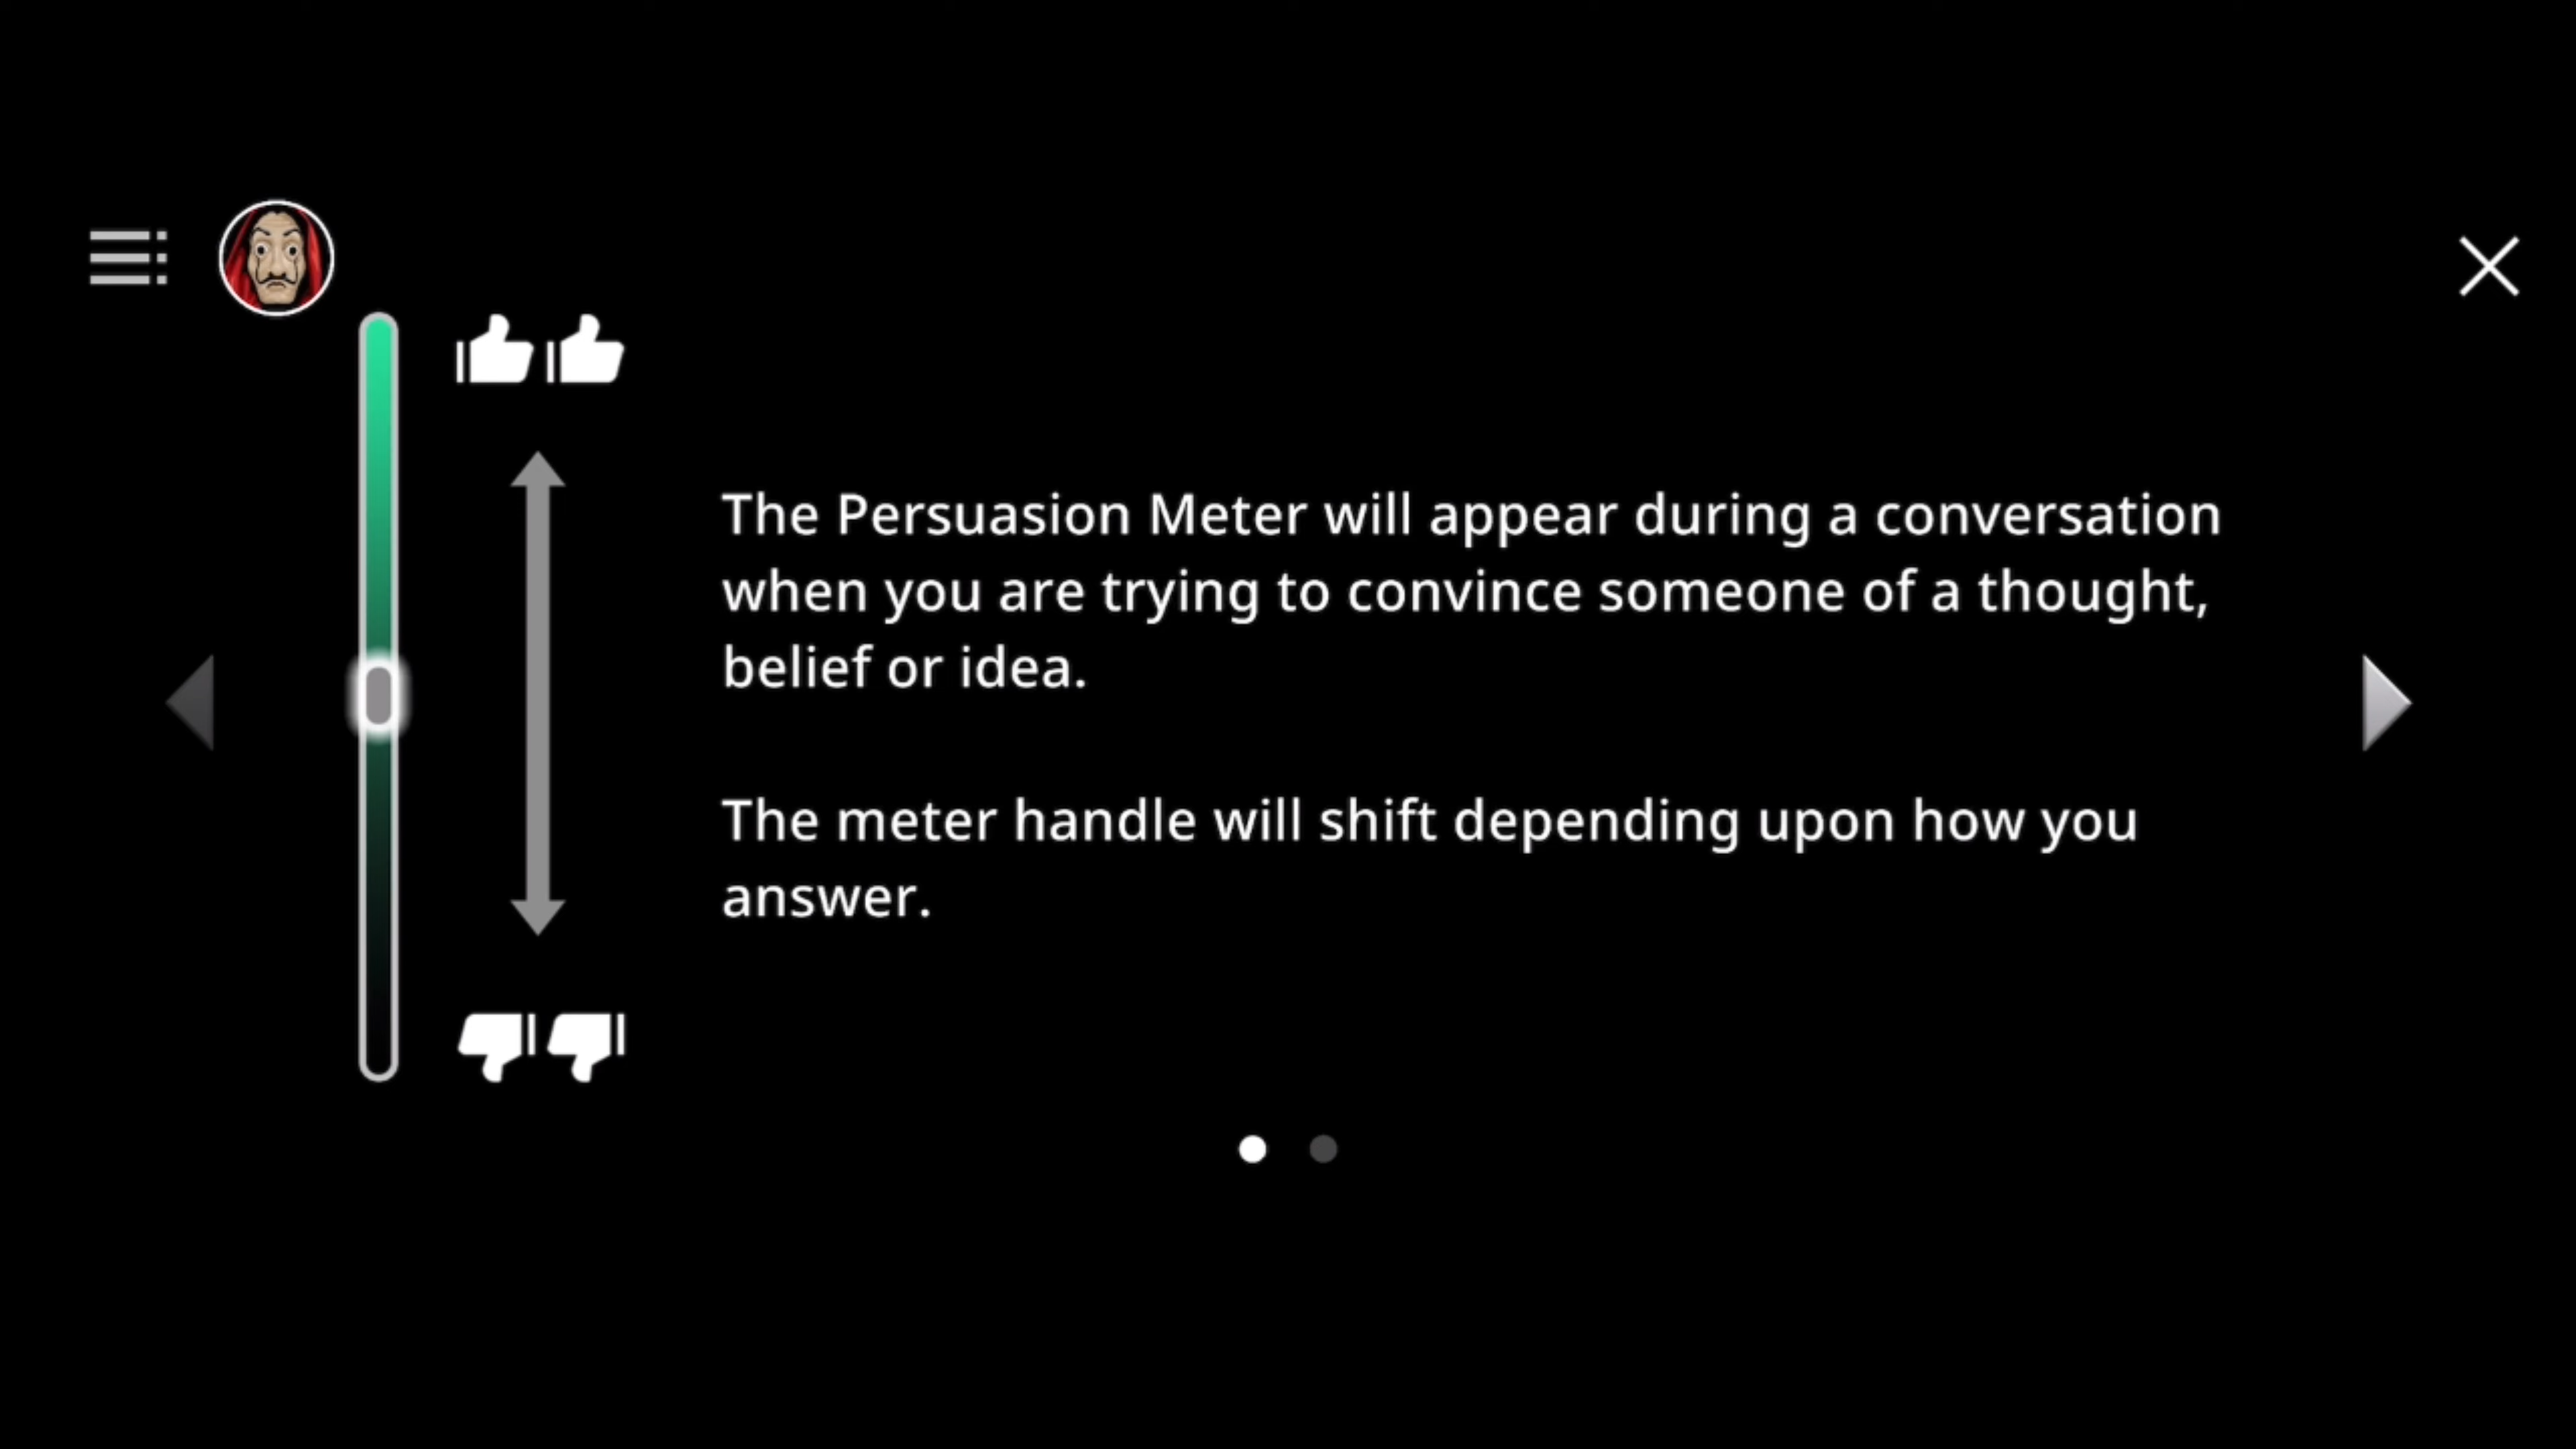 The Persuasion Meter will appear during a conversation
when you are trying to convince someone of a thought,
belief or idea.
The meter handle will shift depending upon how you
answer.